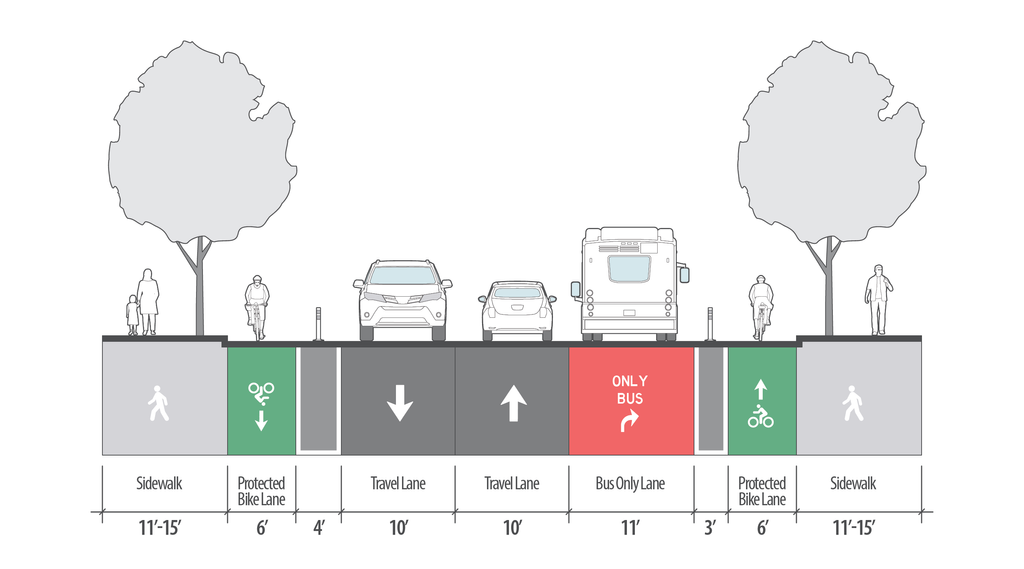 ONLY
BUS
Sidewalk
Protected
Bike Lane
Travel Lane
Travel Lane
Bus Only Lane
Protected
Bike Lane
Sidewalk
11’-15’
6’
4’
10’
10’
11’
3’
6’
11’-15’